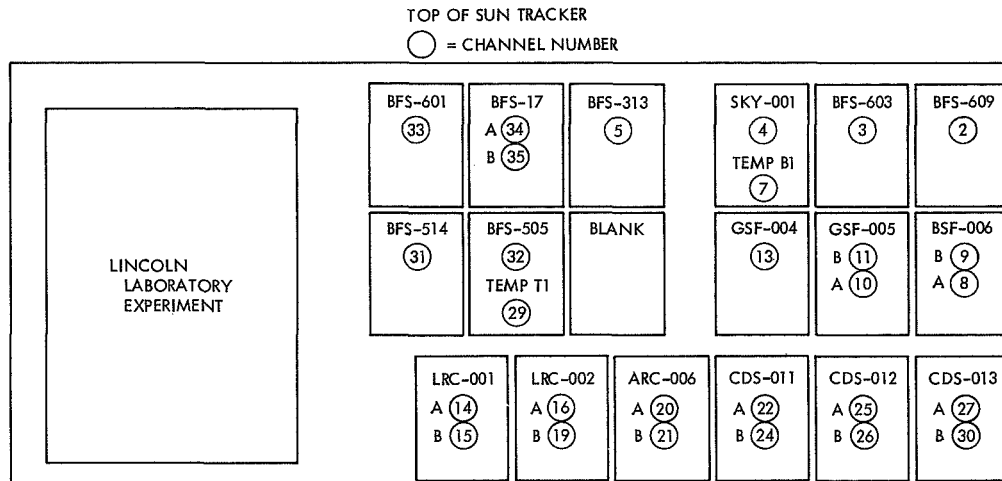 TOP OF SUN TRACKER
= CHANNEL NUMBER
LINCOLN
LABORATORY
EXPERIMENT
BFS-601
33
BFS-17
A 34
B 35
BFS-313
5
SKY-001
4
TEMP B1
7
BFS-603
3
BFS-609
2
BFS-514
31
BFS-505
32
TEMP T1
29
BLANK
GSF-004
13
GSF-005
B 11
A 10
BSF-006
B 9
A 8
LRC-001
A 14
B 15
LRC-002
A 16
B 19
ARC-006
A 20
B 21
CDS-011
A 22
B 24
CDS-012
A 25
B 26
CDS-013
A 27
B 30